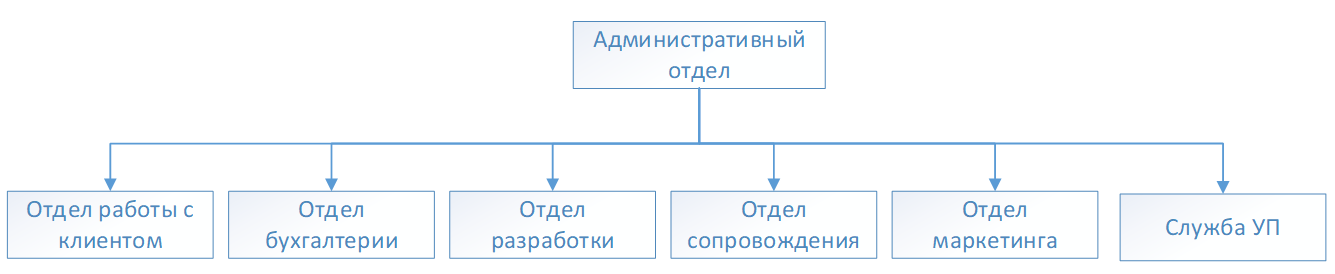 Административный
отдел
Отдел работы с
клиентом
Отдел
бухгалтерии
Отдел
разработки
Отдел
сопровождения
Отдел
маркетинга
Служба УП